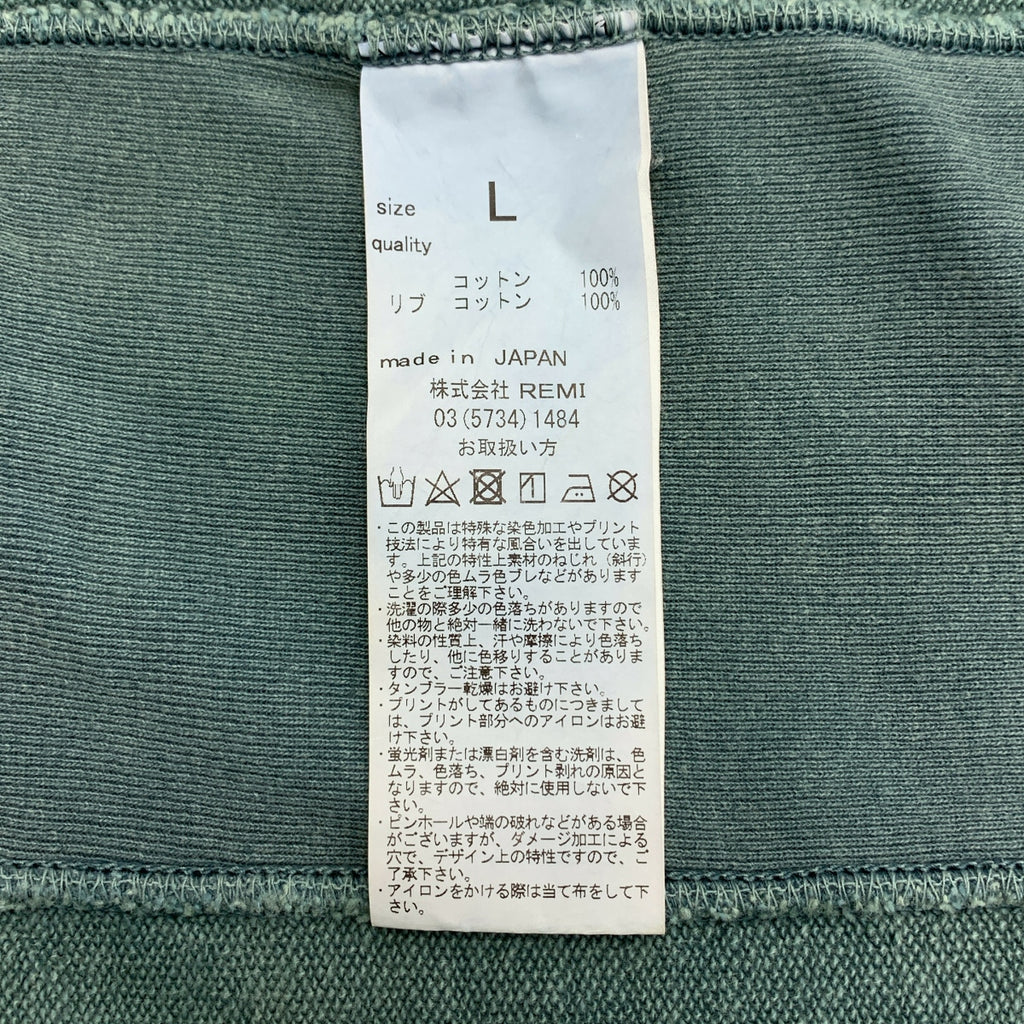 size L
quality
コットン 100%
リブ コットン 100%
made in JAPAN
株式会社 REMI
03(5734)1484
お取扱い方
・この製品は特殊な染色加工やプリント
技法により特有な風合いを出していま
す。上記の特性上素材のねじれ(斜行)
や多少の色ムラ色ブレなどがあります
ことをご理解下さい。
・洗濯の際多少の色落ちがありますので
他の物と絶対一緒に洗わないで下さい。
・染料の性質上、汗や摩擦により色落ち
したり、他に色移りすることがありま
すので、ご注意下さい。
・タンブラー乾燥はお避け下さい。
・プリントがしてあるものにつきまして
は、プリント部分へのアイロンはお避
け下さい。
・蛍光剤または漂白剤を含む洗剤は、色
ムラ、色落ち、プリント剥れの原因と
なりますので、絶対に使用しないで下
さい。
・ピンホールや端の破れなどがある場合
がございますが、ダメージ加工による
穴で、デザイン上の特性ですので、ご
了承下さい。
・アイロンをかける際は当て布をして下
さい。